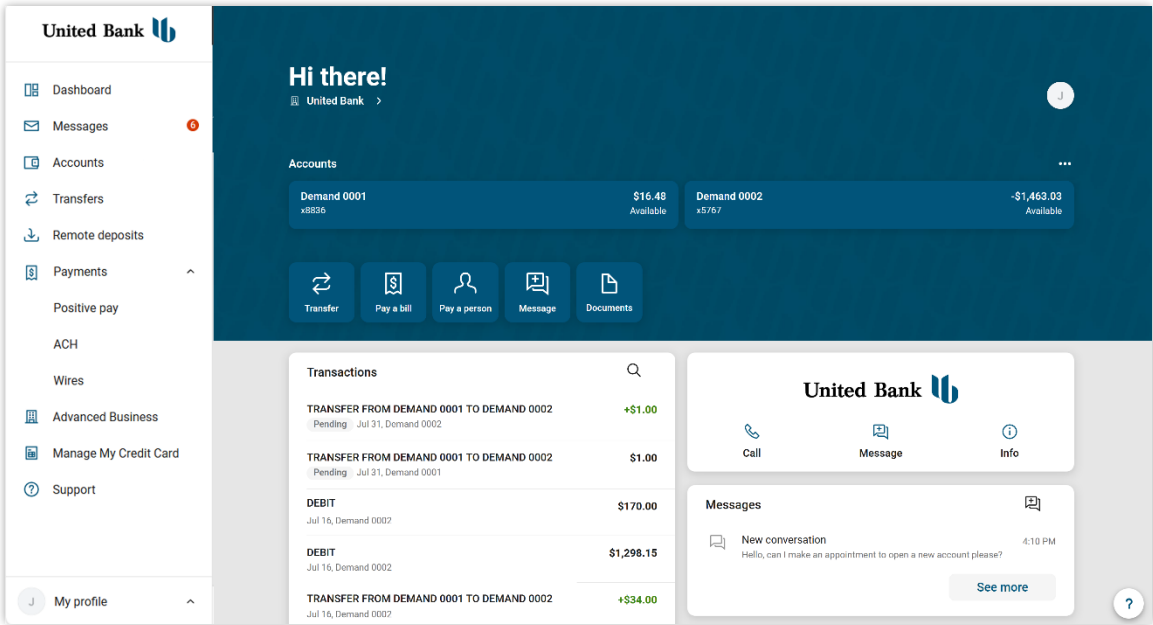 United Bank
Dashboard
Messages
6
Accounts
Transfers
Remote deposits
Payments
Positive pay
ACH
Wires
Advanced Business
Manage My Credit Card
Support
J
My profile
Hi there!
United Bank
J
Accounts
Demand 0001
$16.48
x8836
Available
Demand 0002
-$1,463.03
x5767
Available
Transfer
Pay a bill
Pay a person
Message
Documents
Transactions
TRANSFER FROM DEMAND 0001 TO DEMAND 0002
+$1.00
Pending Jul 31, Demand 0002
TRANSFER FROM DEMAND 0001 TO DEMAND 0002
$1.00
Pending Jul 31, Demand 0001
DEBIT
$170.00
Jul 16, Demand 0002
DEBIT
$1,298.15
Jul 16, Demand 0002
TRANSFER FROM DEMAND 0001 TO DEMAND 0002
+$34.00
Jul 16, Demand 0002
United Bank
Call
Message
Info
Messages
New conversation
4:10 PM
Hello, can I make an appointment to open a new account please?
See more
?